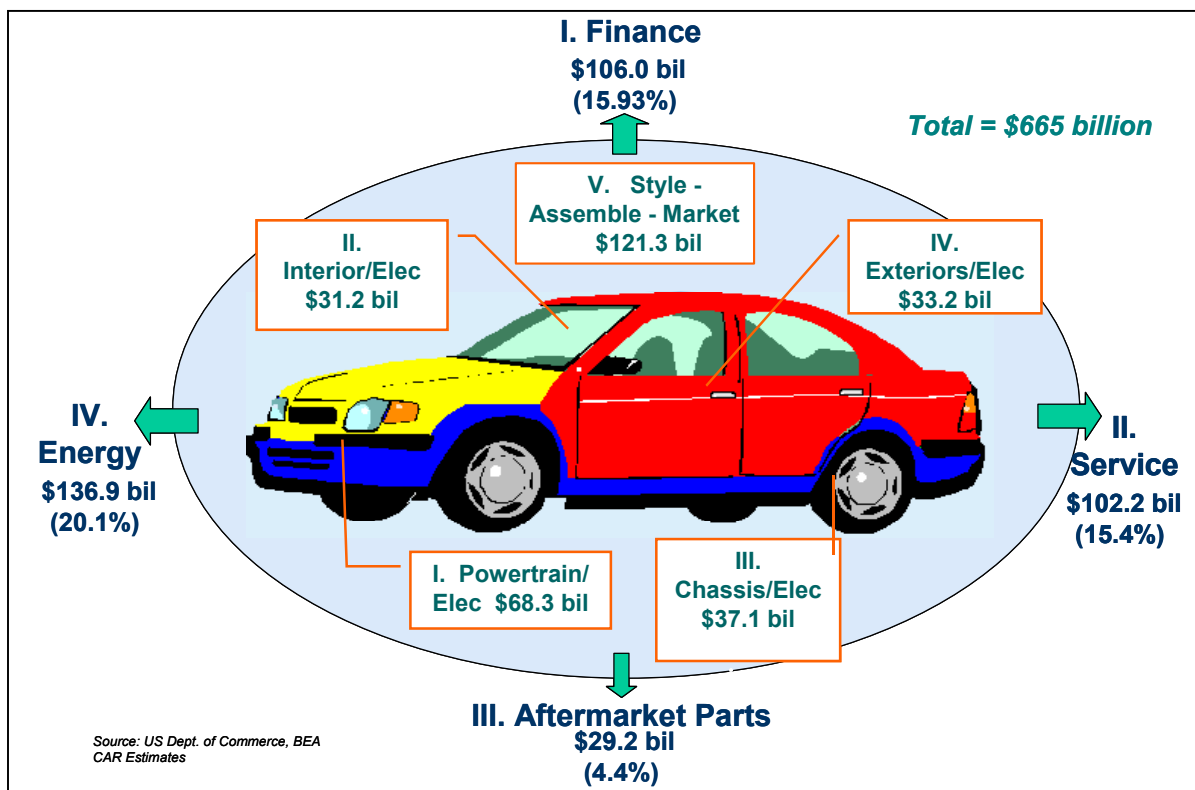 I. Finance
$106.0 bil
(15.93%)
Total = $665 billion
V. Style -
Assemble - Market
$121.3 bil
II.
Interior/Elec
$31.2 bil
IV.
Exteriors/Elec
$33.2 bil
IV.
Energy
$136.9 bil
(20.1%)
II.
Service
$102.2 bil
(15.4%)
I. Powertrain/
Elec $68.3 bil
III.
Chassis/Elec
$37.1 bil
III. Aftermarket Parts
$29.2 bil
(4.4%)
Source: US Dept. of Commerce, BEA
CAR Estimates